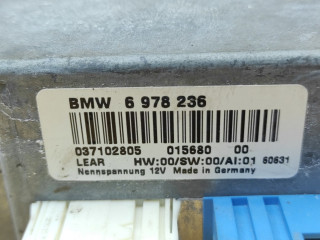 BMW 6 978 236
037102805 015680 00
LEAR HW:00/SW:00/AI:01 50631
Nennspannung 12V Made in Germany